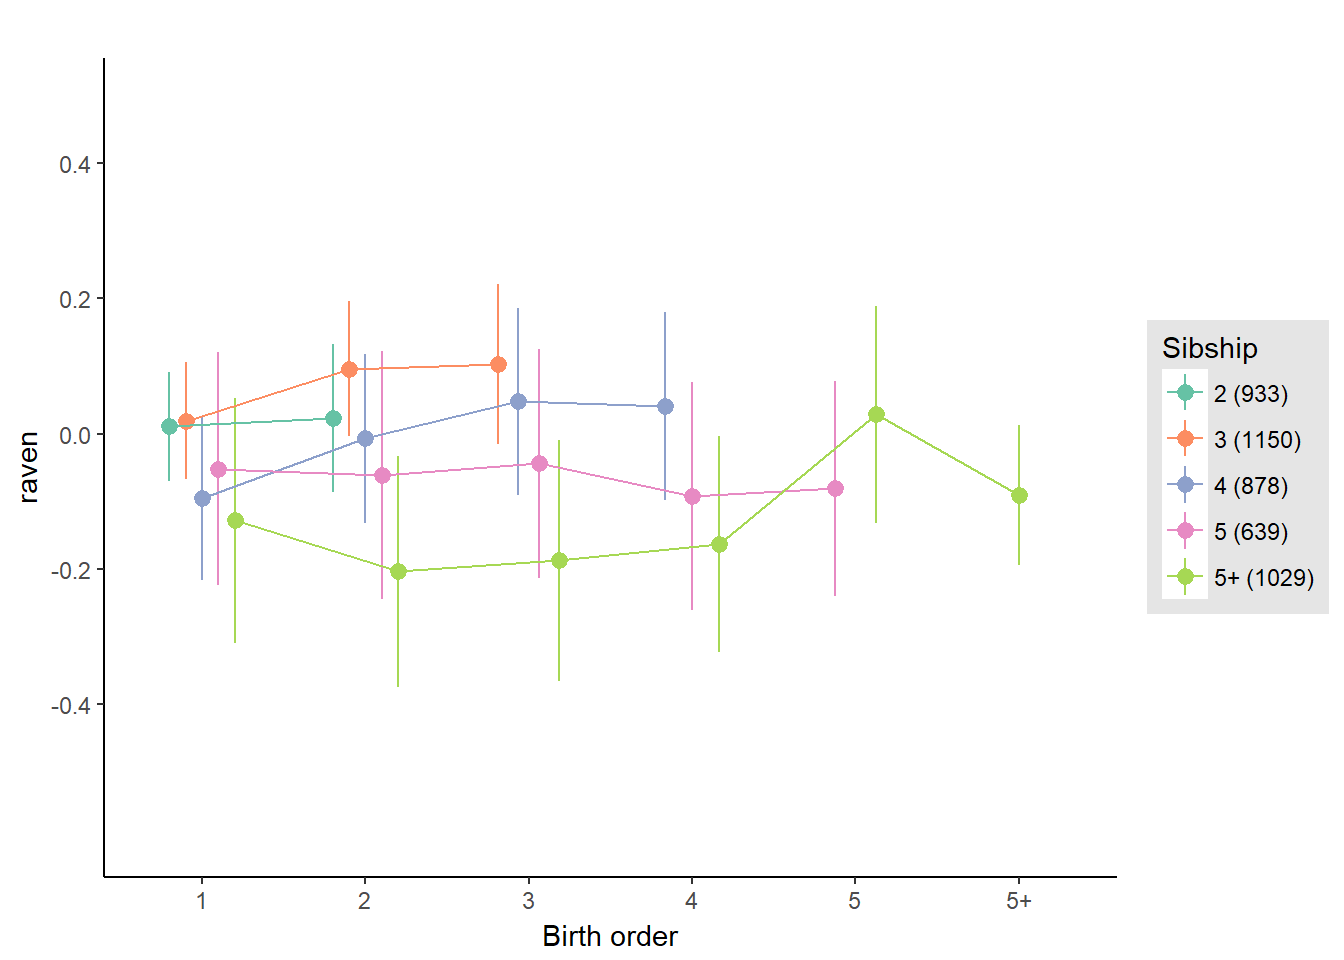 raven
0.4
0.2
0.0
-0.2
-0.4
1 2 3 4 5 5+
Birth order
Sibship
2 (933)
3 (1150)
4 (878)
5 (639)
5+ (1029)